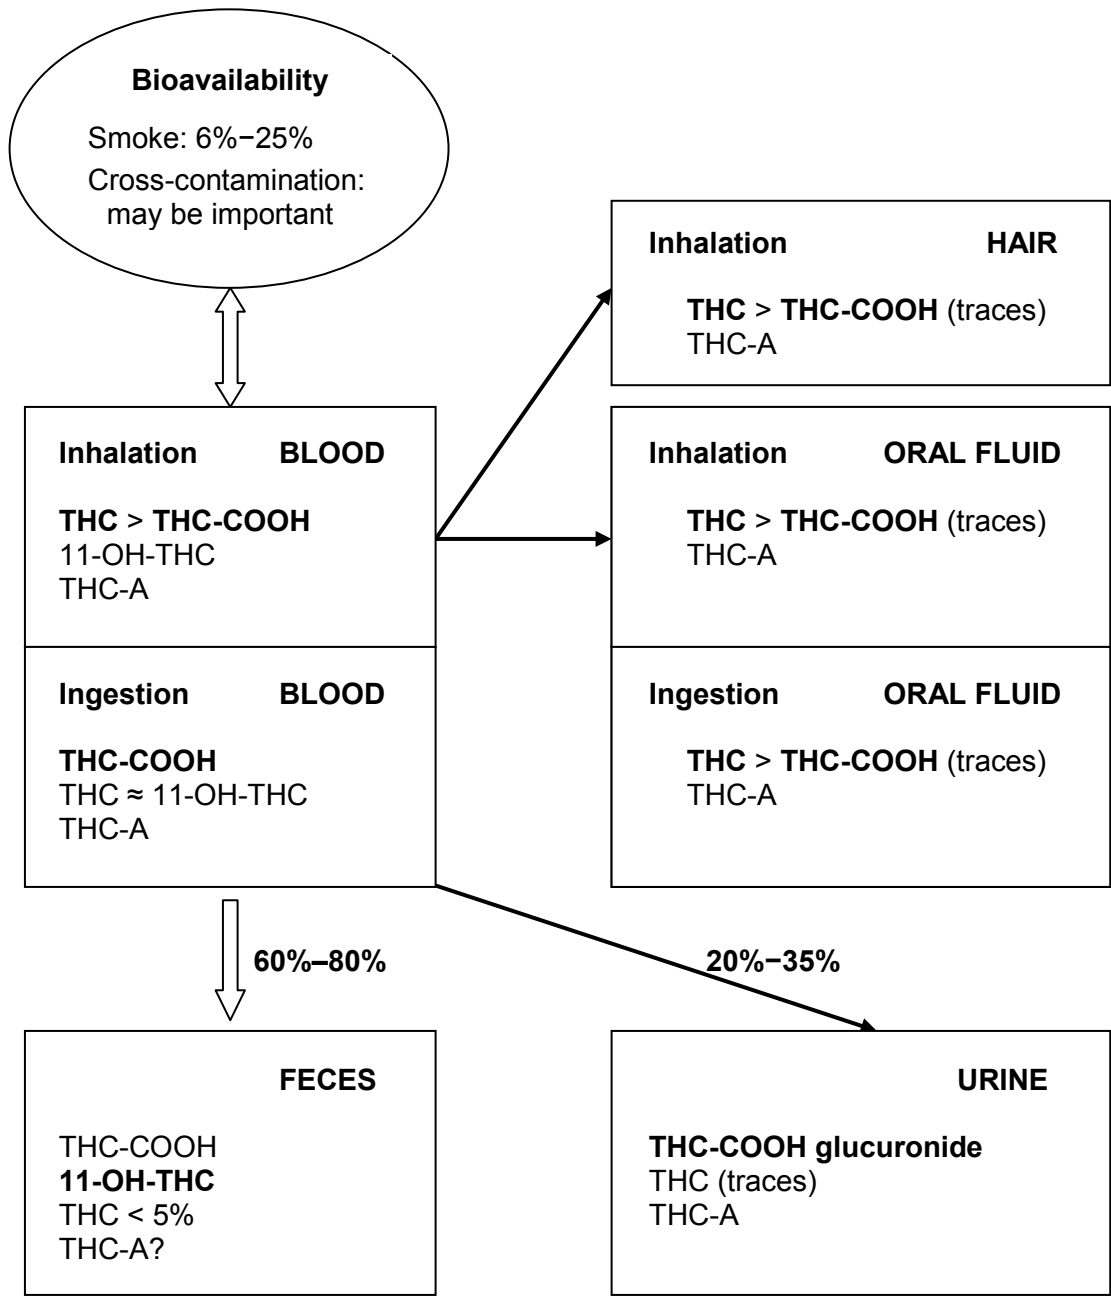 Bioavailability
Smoke: 6%−25%
Cross-contamination:
may be important
Inhalation HAIR
THC > THC-COOH (traces)
THC-A
Inhalation BLOOD
THC > THC-COOH
11-OH-THC
THC-A
Inhalation ORAL FLUID
THC > THC-COOH (traces)
THC-A
Ingestion BLOOD
THC-COOH
THC ≈ 11-OH-THC
THC-A
Ingestion ORAL FLUID
THC > THC-COOH (traces)
THC-A
60%–80%
20%−35%
FECES
THC-COOH
11-OH-THC
THC < 5%
THC-A?
URINE
THC-COOH glucuronide
THC (traces)
THC-A